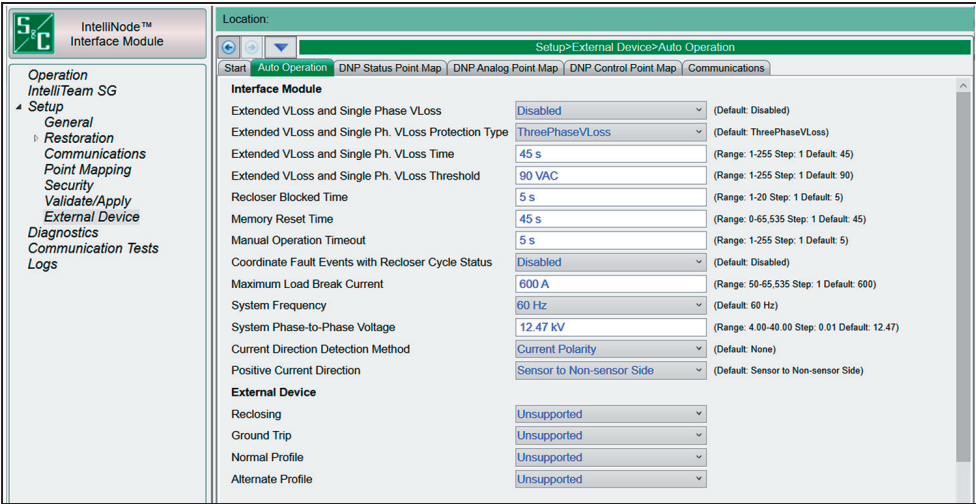 S&C
IntelliNode™
Interface Module
Operation
IntelliTeam SG
Setup
General
Restoration
Communications
Point Mapping
Security
Validate/Apply
External Device
Diagnostics
Communication Tests
Logs
Location:
Setup>External Device>Auto Operation
Start Auto Operation DNP Status Point Map DNP Analog Point Map DNP Control Point Map Communications
Interface Module
Extended VLoss and Single Phase VLoss Disabled (Default: Disabled)
Extended VLoss and Single Ph. VLoss Protection Type ThreePhaseVLoss (Default: ThreePhaseVLoss)
Extended VLoss and Single Ph. VLoss Time 45 s (Range: 1-255 Step: 1 Default: 45)
Extended VLoss and Single Ph. VLoss Threshold 90 VAC (Range: 1-255 Step: 1 Default: 90)
Recloser Blocked Time 5 s (Range: 1-20 Step: 1 Default: 5)
Memory Reset Time 45 s (Range: 0-65,535 Step: 1 Default: 45)
Manual Operation Timeout 5 s (Range: 1-255 Step: 1 Default: 5)
Coordinate Fault Events with Recloser Cycle Status Disabled (Default: Disabled)
Maximum Load Break Current 600 A (Range: 50-65,535 Step: 1 Default: 600)
System Frequency 60 Hz (Default: 60 Hz)
System Phase-to-Phase Voltage 12.47 kV (Range: 4.00-40.00 Step: 0.01 Default: 12.47)
Current Direction Detection Method Current Polarity (Default: None)
Positive Current Direction Sensor to Non-sensor Side (Default: Sensor to Non-sensor Side)
External Device
Reclosing Unsupported
Ground Trip Unsupported
Normal Profile Unsupported
Alternate Profile Unsupported